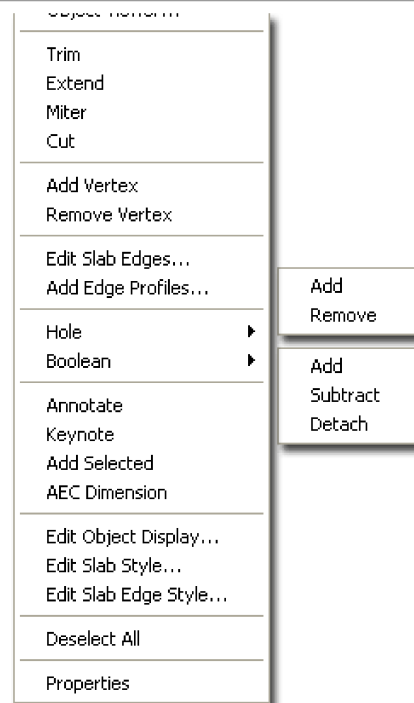 Trim
Extend
Miter
Cut
Add Vertex
Remove Vertex
Edit Slab Edges...
Add Edge Profiles...
Hole
Boolean
Annotate
Keynote
Add Selected
AEC Dimension
Edit Object Display...
Edit Slab Style...
Edit Slab Edge Style...
Deselect All
Properties
Add
Remove
Add
Subtract
Detach